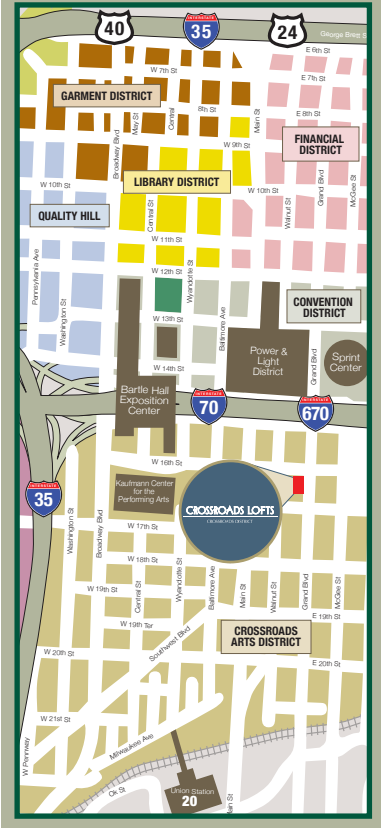 40
INTERSTATE
35
24
George Brett S
E 6th St
W 7th St
E 7th St
GARMENT DISTRICT
Central
8th St
May St
Main St
E 8th St
Broadway Blvd
W 9th St
FINANCIAL
DISTRICT
W 10th St
LIBRARY DISTRICT
W 10th St
Walnut St
Grand Blvd
McGee St
QUALITY HILL
Central St
W 11th St
Pennsylvania Ave
Washington St
W 12th St
Wyandotte St
CONVENTION
DISTRICT
W 13th St
Baltimore Ave
Grand Blvd
Power &
Light
District
Sprint
Center
W 14th St
Bartle Hall
Exposition
Center
INTERSTATE
70
INTERSTATE
670
W 16th St
INTERSTATE
35
Kaufmann Center
for the
Performing Arts
CROSSROADS LOFTS
CROSSROADS DISTRICT
Washington St
Broadway Blvd
W 17th St
W 18th St
W 19th St
Central St
Wyandotte St
Baltimore Ave
Main St
Walnut St
Grand Blvd
McGee St
E 19th St
W 19th Ter
Southwest Blvd
CROSSROADS
ARTS DISTRICT
W 20th St
E 20th St
W 21st St
W Pennway
Milwaukee Ave
Ok St
Union Station
20
ain St